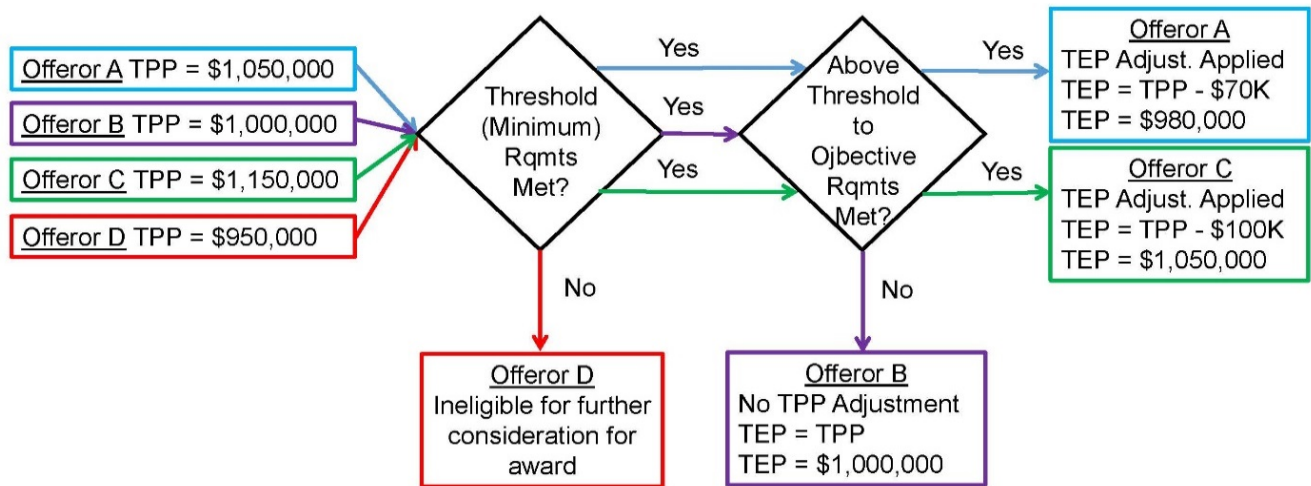 Offeror A TPP = $1,050,000
Offeror B TPP = $1,000,000
Offeror C TPP = $1,150,000
Offeror D TPP = $950,000
Threshold
(Minimum)
Rqmts
Met?
Yes
Yes
Yes
No
Above
Threshold
to
Ojbective
Rqmts
Met?
Yes
Yes
No
Offeror A
TEP Adjust. Applied
TEP = TPP - $70K
TEP = $980,000
Offeror C
TEP Adjust. Applied
TEP = TPP - $100K
TEP = $1,050,000
Offeror D
Ineligible for further
consideration for
award
Offeror B
No TPP Adjustment
TEP = TPP
TEP = $1,000,000